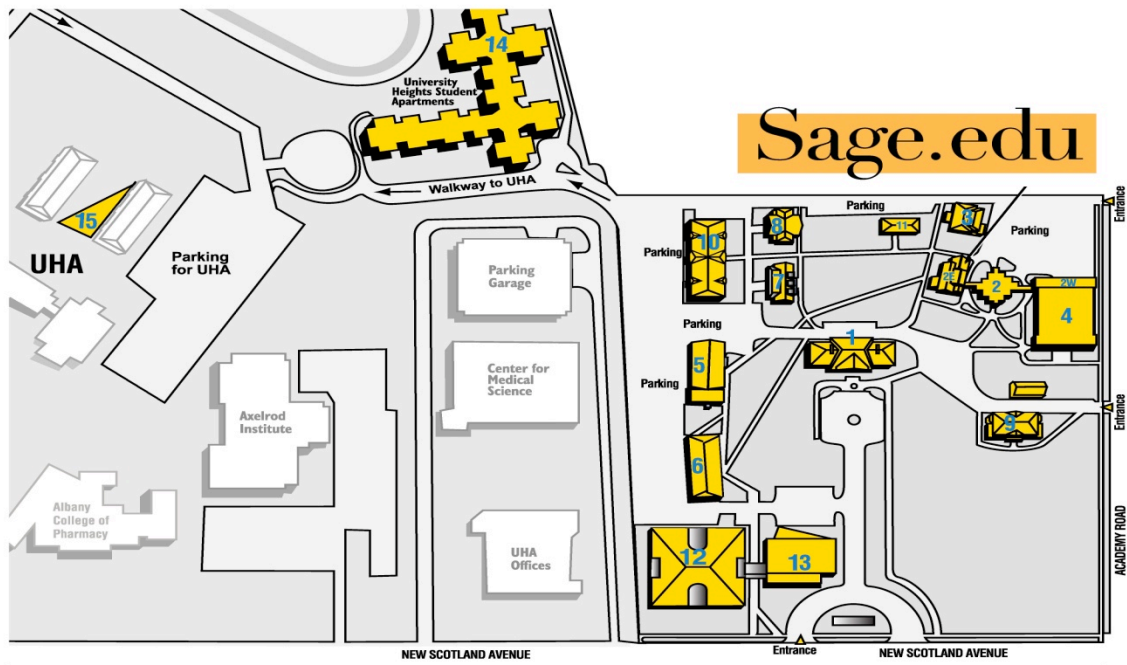 14
University
Heights Student
Apartments
Sage.edu
Walkway to UHA
15
UHA
Parking
for UHA
Parking
Garage
Center for
Medical
Science
Axelrod
Institute
Albany
College of
Pharmacy
UHA
Offices
Parking
10
8
11
3
Parking
Entrance
Parking
7
2E
2
2W
4
Parking
1
5
Parking
9
Entrance
6
12
13
ACADEMY ROAD
Entrance
NEW SCOTLAND AVENUE
NEW SCOTLAND AVENUE